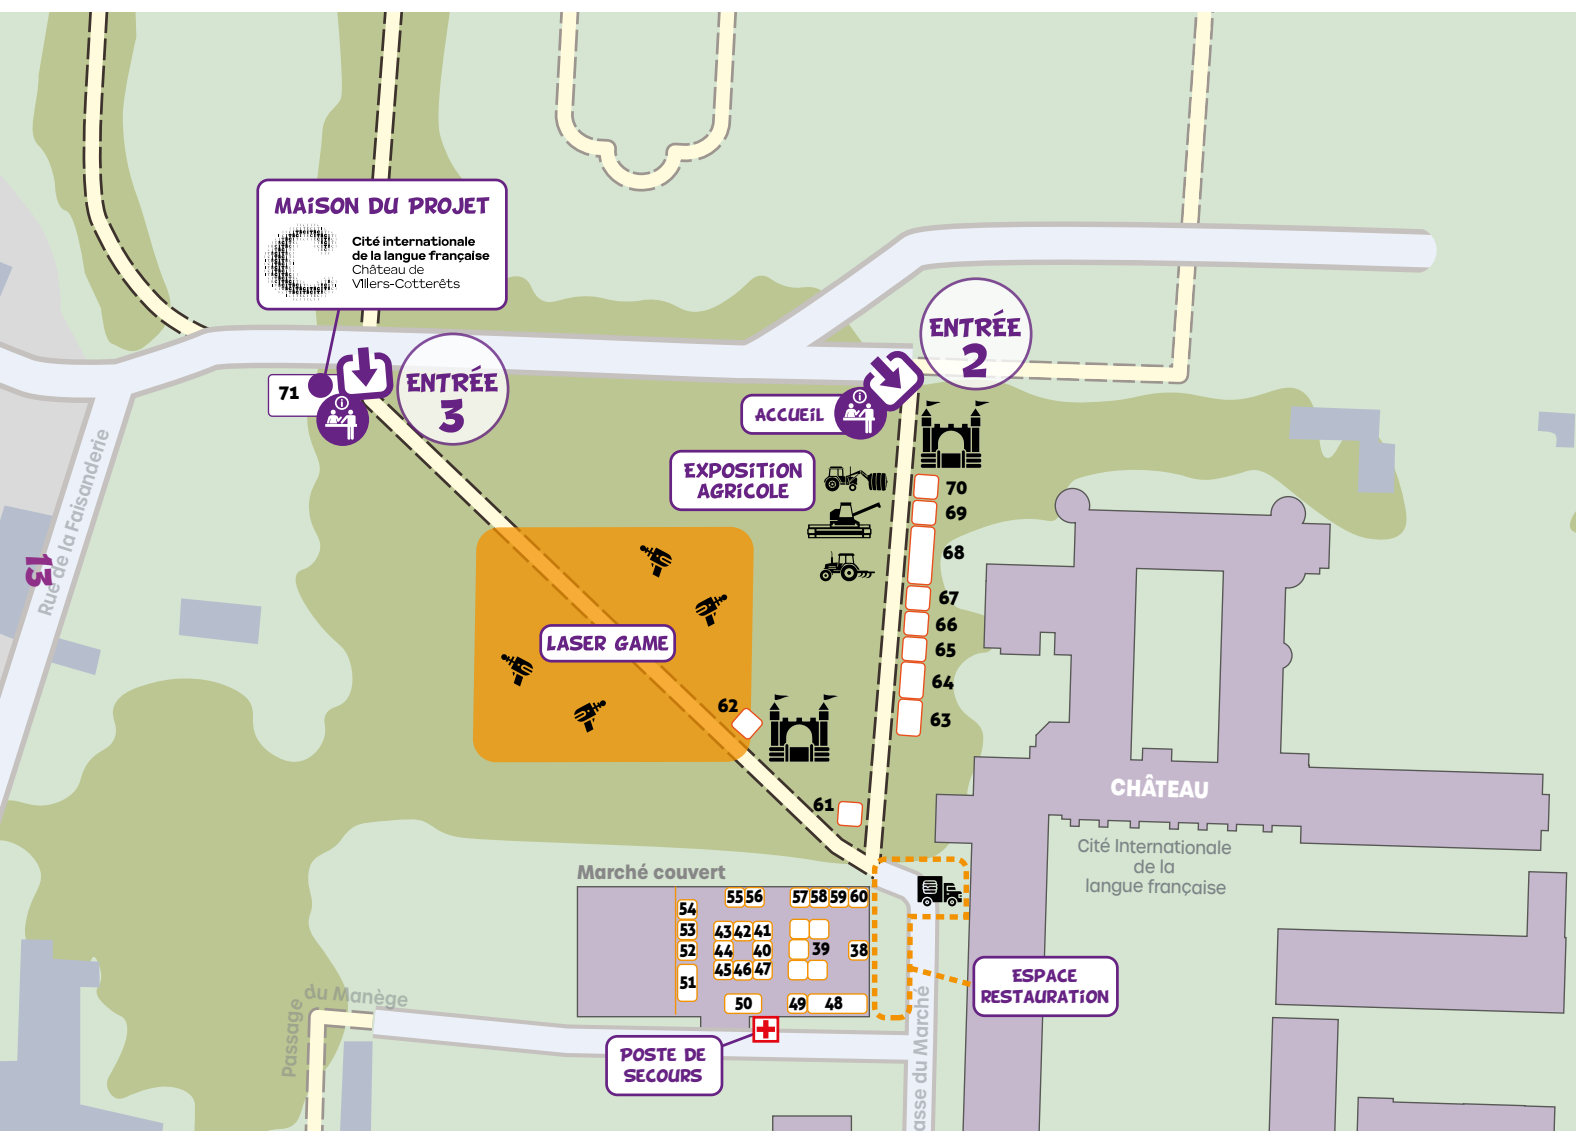 MAISON DU PROJET
Cité internationale
de la langue française
Château de
Villers-Cotterêts
ENTRÉE
2
ENTRÉE
3
71
ACCUEIL
EXPOSITION
AGRICOLE
70
69
68
67
66
65
64
63
Rue de la Faisanderie
13
LASER GAME
62
61
CHÂTEAU
Cité Internationale
de la
langue française
Marché couvert
55 56 57 58 59 60
54
53 43 42 41
52 44 40 39 38
45 46 47
51
50 49 48
ESPACE
RESTAURATION
Passage du Manège
POSTE DE
SECOURS
asse du Marché